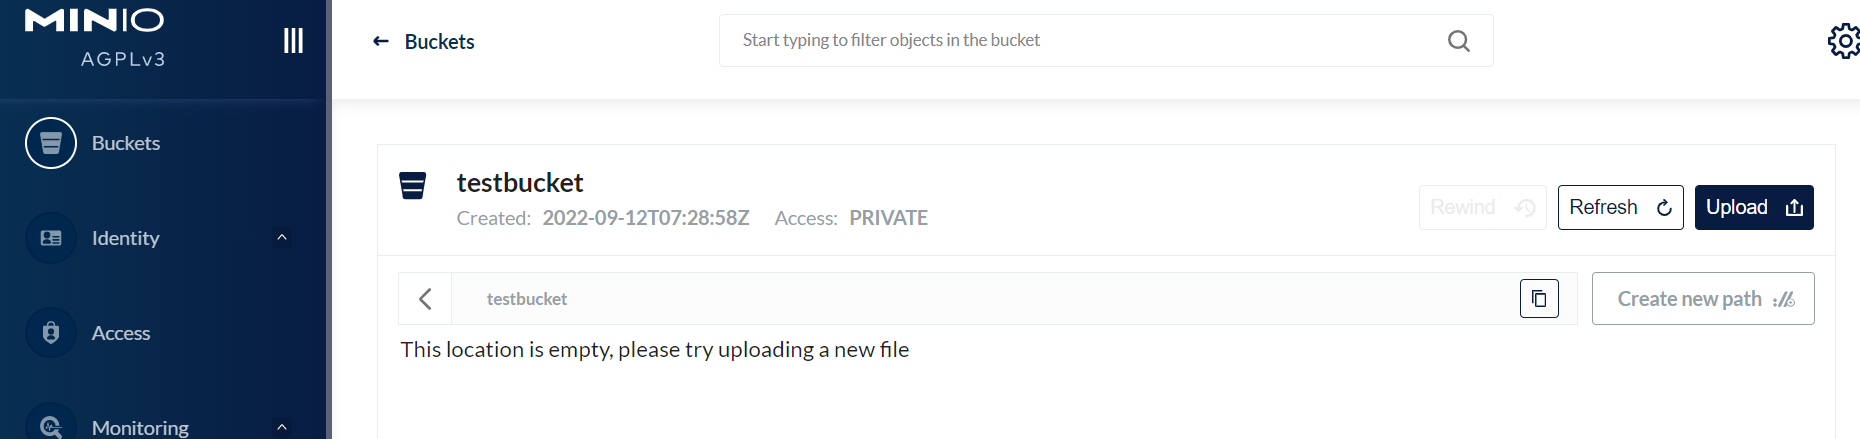 MINIO
AGPLv3
Buckets
Identity
Access
Monitoring
← Buckets
Start typing to filter objects in the bucket
testbucket
Created: 2022-09-12T07:28:58Z Access: PRIVATE
Rewind Refresh Upload
testbucket
Create new path
This location is empty, please try uploading a new file